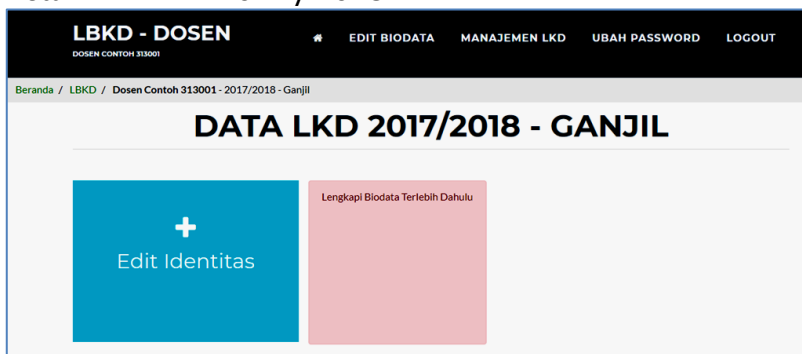 LBKD - DOSEN
DOSEN CONTOH 313001
EDIT BIODATA MANAJEMEN LKD UBAH PASSWORD LOGOUT
Beranda / LBKD / Dosen Contoh 313001 - 2017/2018 - Ganjil
DATA LKD 2017/2018 - GANJIL
Lengkapi Biodata Terlebih Dahulu
Edit Identitas